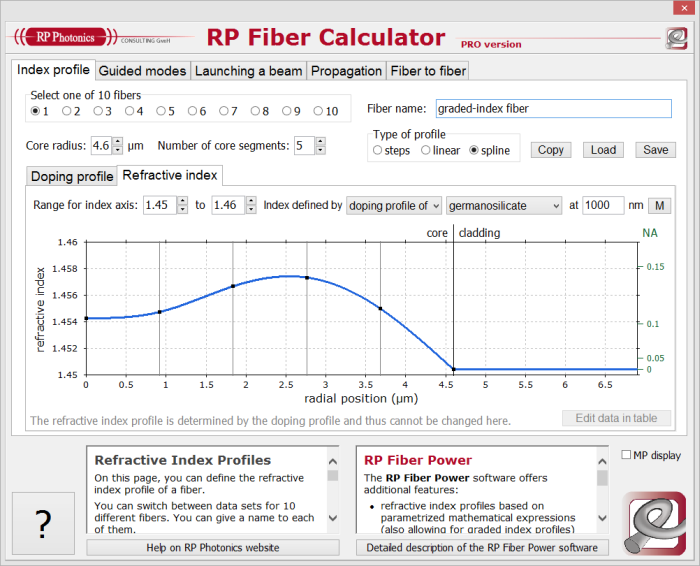 RP Photonics
CONSULTING GmbH
RP Fiber Calculator PRO version
Index profile Guided modes Launching a beam Propagation Fiber to fiber
Select one of 10 fibers
1 2 3 4 5 6 7 8 9 10
Fiber name: graded-index fiber
Core radius: 4.6 µm Number of core segments: 5
Type of profile
steps linear spline
Copy Load Save
Doping profile Refractive index
Range for index axis: 1.45 to 1.46 Index defined by doping profile of germanosilicate at 1000 nm M
core cladding NA
1.46
1.458
1.456
1.454
1.452
1.45
refractive index
0.15
0.1
0.05
0
0 0.5 1 1.5 2 2.5 3 3.5 4 4.5 5 5.5 6 6.5
radial position (µm)
The refractive index profile is determined by the doping profile and thus cannot be changed here.
Edit data in table
Refractive Index Profiles
On this page, you can define the refractive
index profile of a fiber.
You can switch between data sets for 10
different fibers. You can give a name to each
of them.
Help on RP Photonics website
RP Fiber Power
The RP Fiber Power software offers
additional features:
• refractive index profiles based on
parametrized mathematical expressions
(also allowing for graded index profiles)
Detailed description of the RP Fiber Power software
MP display
?